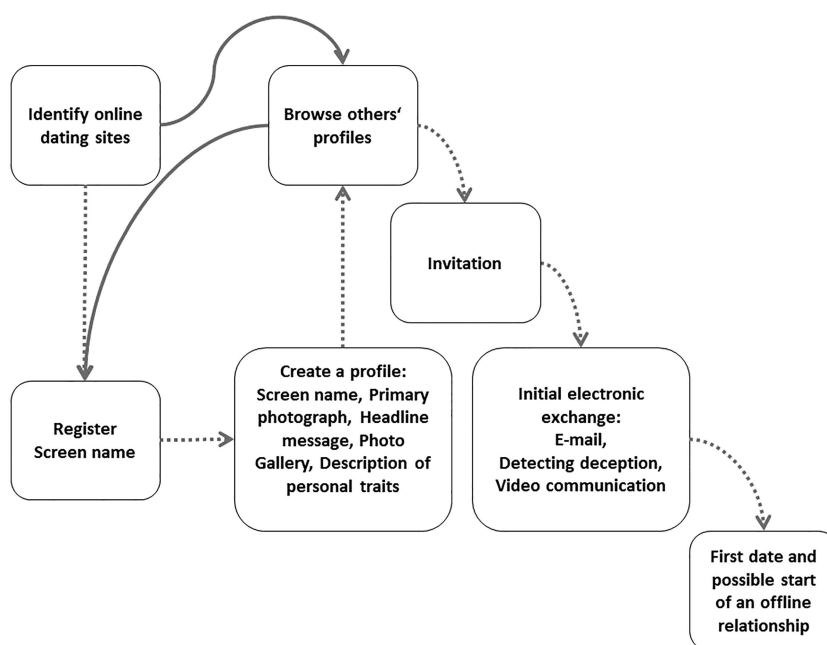 Identify online
dating sites
Browse others‘
profiles
Invitation
Register
Screen name
Create a profile:
Screen name, Primary
photograph, Headline
message, Photo
Gallery, Description of
personal traits
Initial electronic
exchange:
E-mail,
Detecting deception,
Video communication
First date and
possible start
of an offline
relationship